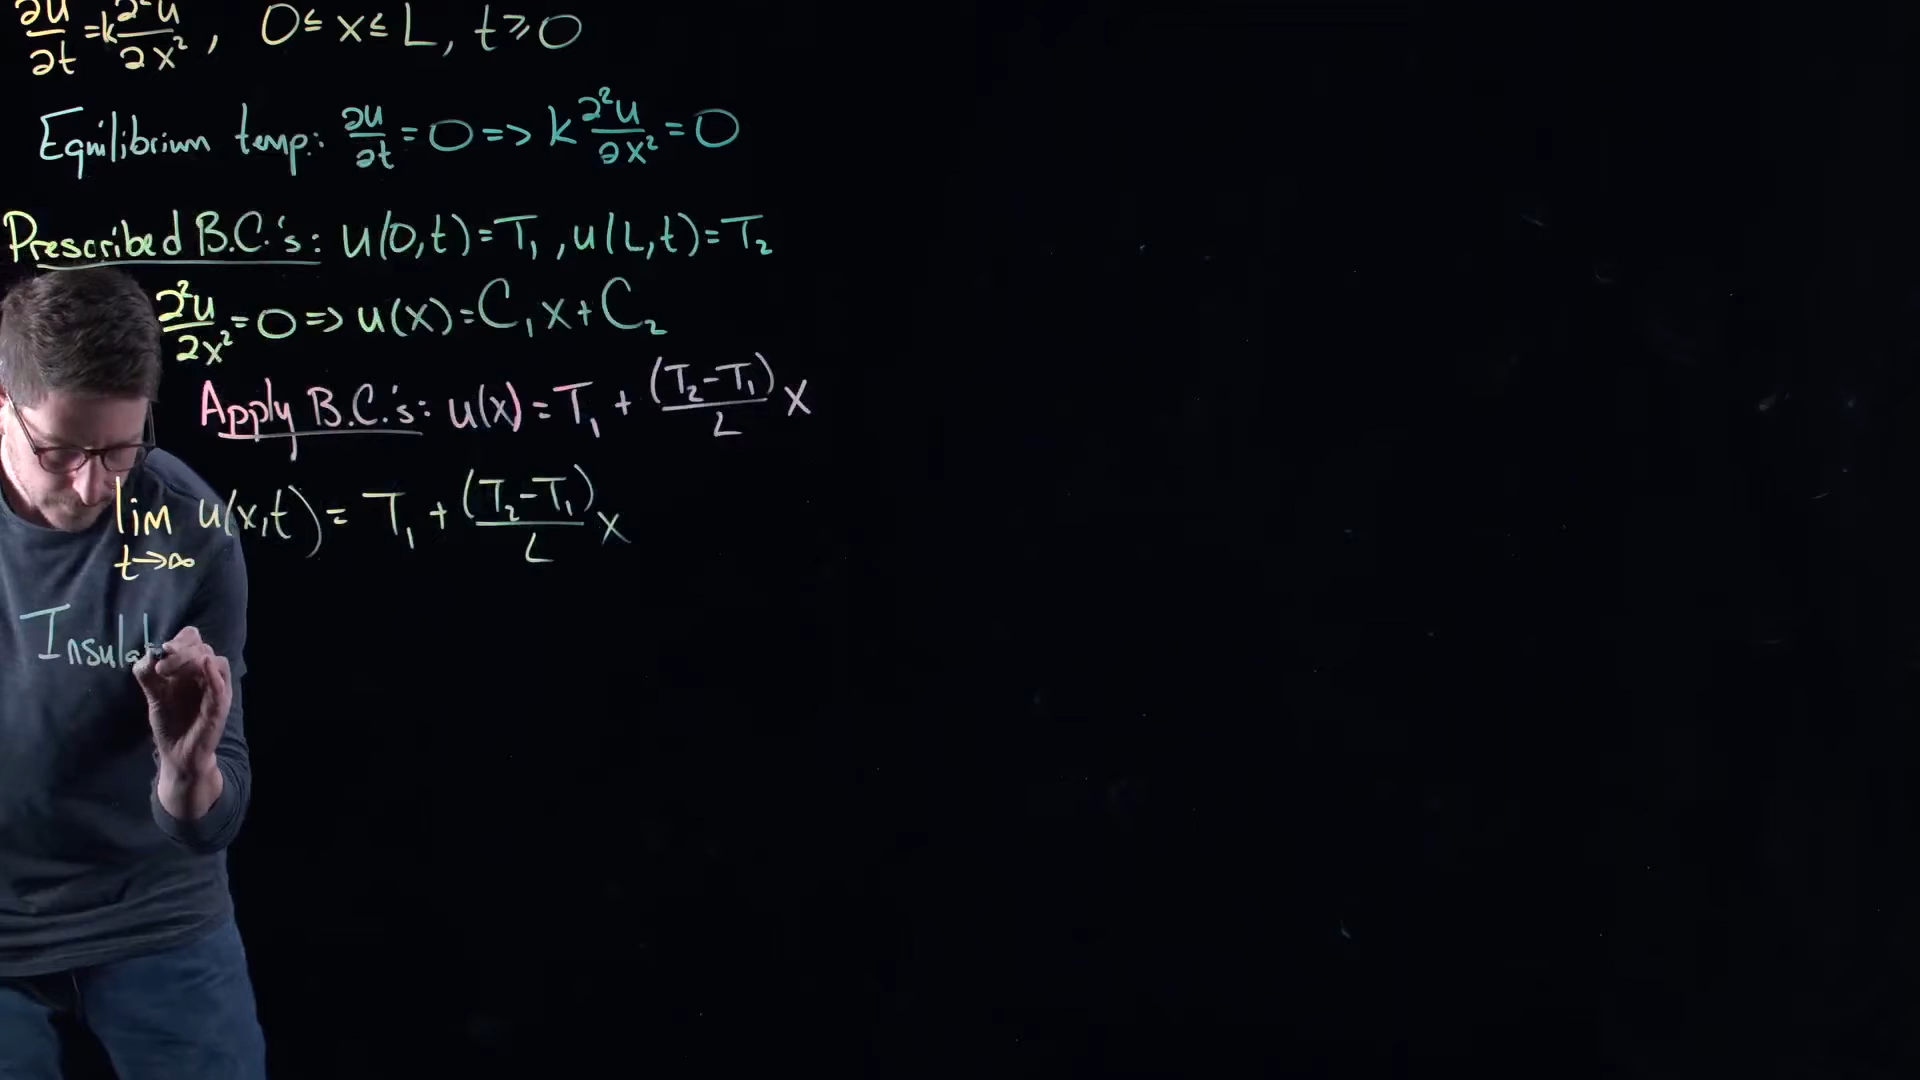 ∂u/∂t = k ∂²u/∂x², 0 ≤ x ≤ L, t ≥ 0
Equilibrium temp.: ∂u/∂t = 0 => k ∂²u/∂x² = 0
Prescribed B.C.'s: u(0,t) = T₁, u(L,t) = T₂
∂²u/∂x² = 0 => u(x) = C₁x + C₂
Apply B.C.'s: u(x) = T₁ + (T₂-T₁)/L x
lim t→∞ u(x,t) = T₁ + (T₂-T₁)/L x
Insulat